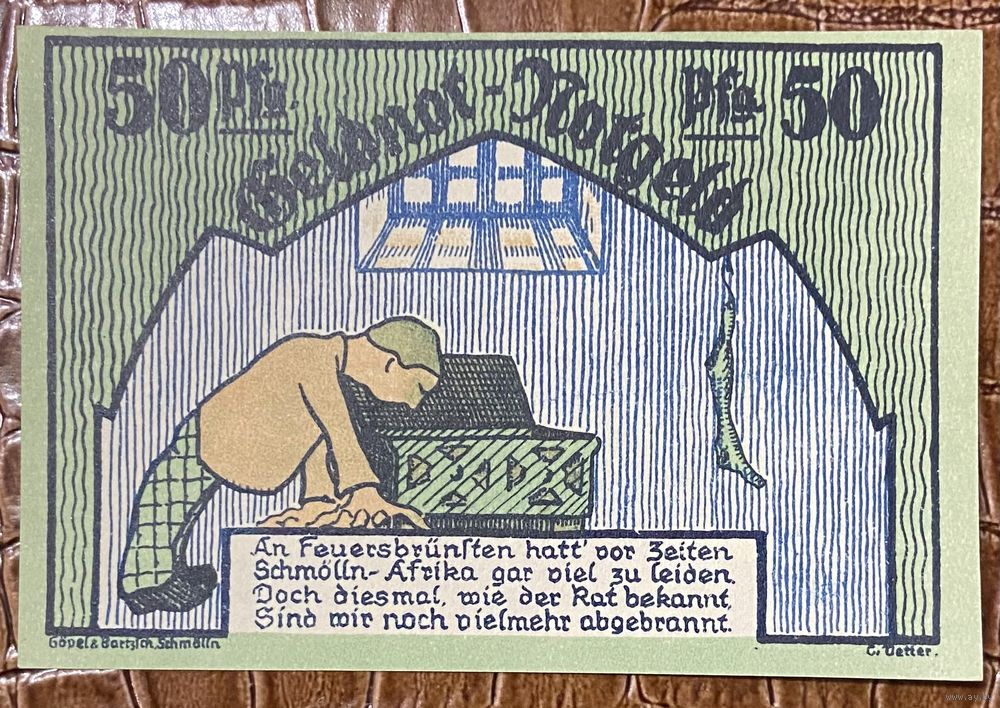 50 Pfg. Geldnot-Notgeld Pfg. 50
An Feuersbrünsten hatt' vor Zeiten
Schmölln-Afrika gar viel zu leiden.
Doch diesmal, wie der Rat bekannt,
Sind wir noch vielmehr abgebrannt.
Göpel & Bartzsch, Schmölln
C. Vetter.